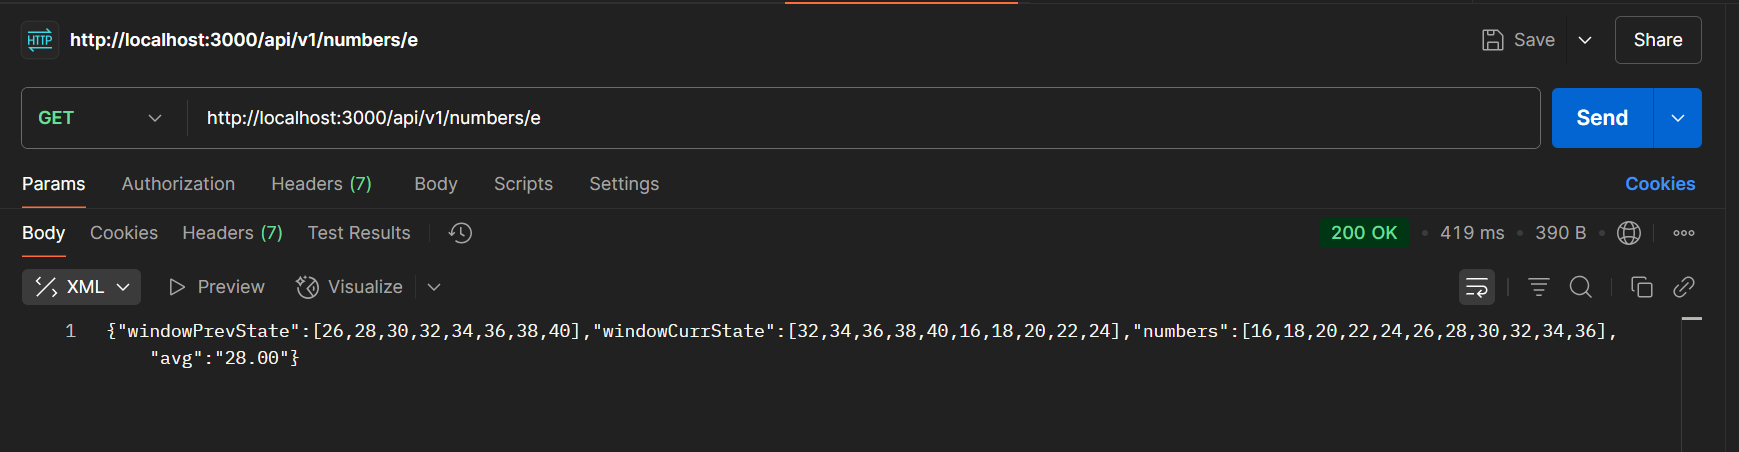 HTTP http://localhost:3000/api/v1/numbers/e Save Share
GET http://localhost:3000/api/v1/numbers/e Send
Params Authorization Headers (7) Body Scripts Settings Cookies
Body Cookies Headers (7) Test Results 200 OK • 419 ms • 390 B •
XML Preview Visualize
1 {"windowPrevState":[26,28,30,32,34,36,38,40],"windowCurrState":[32,34,36,38,40,16,18,20,22,24],"numbers":[16,18,20,22,24,26,28,30,32,34,36],
"avg":"28.00"}